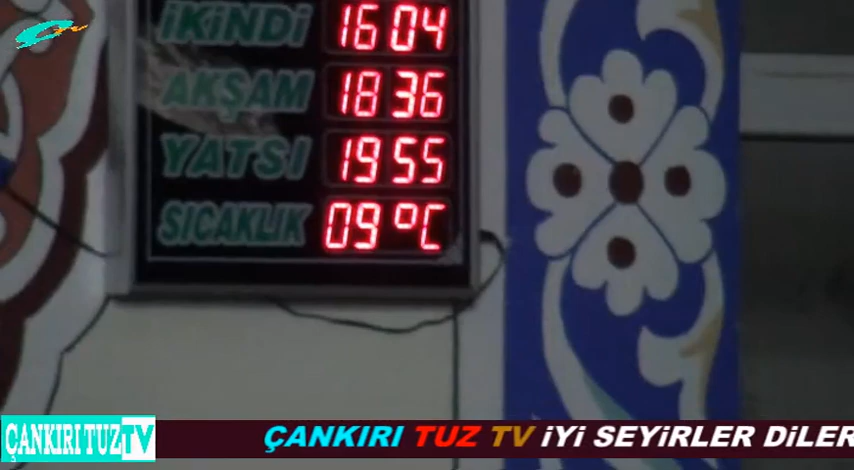 TV
İKİNDİ 16 04
AKŞAM 18 36
YATSI 19 55
SICAKLIK 09 °C
ÇANKIRI TUZ TV
ÇANKIRI TUZ TV İYİ SEYİRLER DİLER